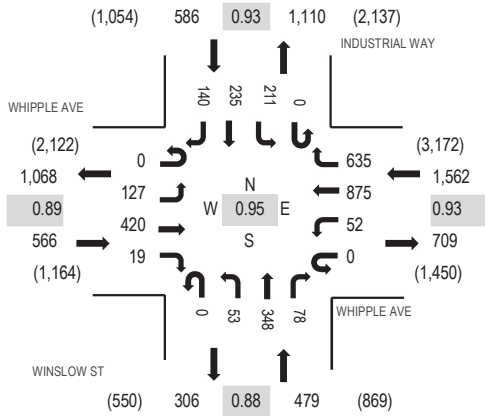 (1,054) 586 0.93 1,110 (2,137)
INDUSTRIAL WAY
140 235 211 0
WHIPPLE AVE
(2,122)
1,068
0.89
566
(1,164)
0
127
420
19
N
W 0.95 E
S
635
875
52
0
(3,172)
1,562
0.93
709
(1,450)
0 53 348 78
WHIPPLE AVE
WINSLOW ST
(550) 306 0.88 479 (869)